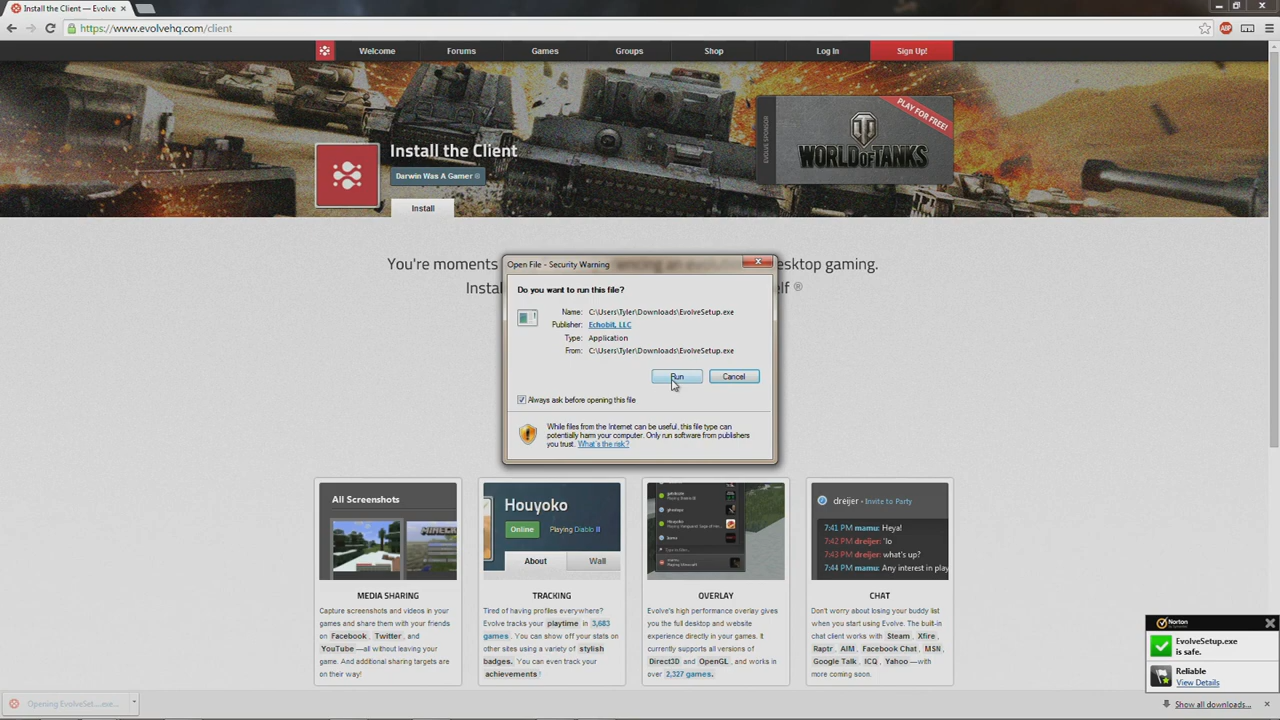 Install the Client — Evolve
https://www.evolvehq.com/client
ABP
Welcome
Forums
Games
Groups
Shop
Log In
Sign Up!
Install the Client
Darwin Was A Gamer
Install
PLAY FOR FREE!
WORLD OF TANKS
You're moments
desktop gaming.
Open File - Security Warning
Do you want to run this file?
Name: C:\Users\Tyler\Downloads\EvolveSetup.exe
Publisher: Echobit, LLC
Type: Application
From: C:\Users\Tyler\Downloads\EvolveSetup.exe
Run
Cancel
Always ask before opening this file
While files from the Internet can be useful, this file type can
potentially harm your computer. Only run software from publishers
you trust. What's the risk?
All Screenshots
MEDIA SHARING
Capture screenshots and videos in your
games and share them with your friends
on Facebook, Twitter, and
YouTube—all without leaving your
game. And additional sharing targets are
on their way!
Houyoko
Online
Playing Diablo III
About
Wall
TRACKING
Tired of having profiles everywhere?
Evolve tracks your playtime in 3,683
games. You can show off your stats on
other sites using a variety of stylish
badges. You can even track your
achievements!
OVERLAY
Evolve's high performance overlay gives
you the full desktop and website
experience directly in your games. It
currently supports all versions of
Direct3D and OpenGL, and works in
over 2,327 games.
dreijer - Invite to Party
7:41 PM mamu: Heya!
7:42 PM dreijer: 'lo
7:43 PM dreijer: what's up?
7:44 PM mamu: Any interest in play
CHAT
Don't worry about losing your buddy list
when you start using Evolve. The built-in
chat client works with Steam, Xfire,
Raptr, AIM, Facebook Chat, MSN,
Google Talk, ICQ, Yahoo—with
more coming soon.
Norton
EvolveSetup.exe
is safe.
Reliable
View Details
Opening EvolveSet....exe...
Show all downloads...